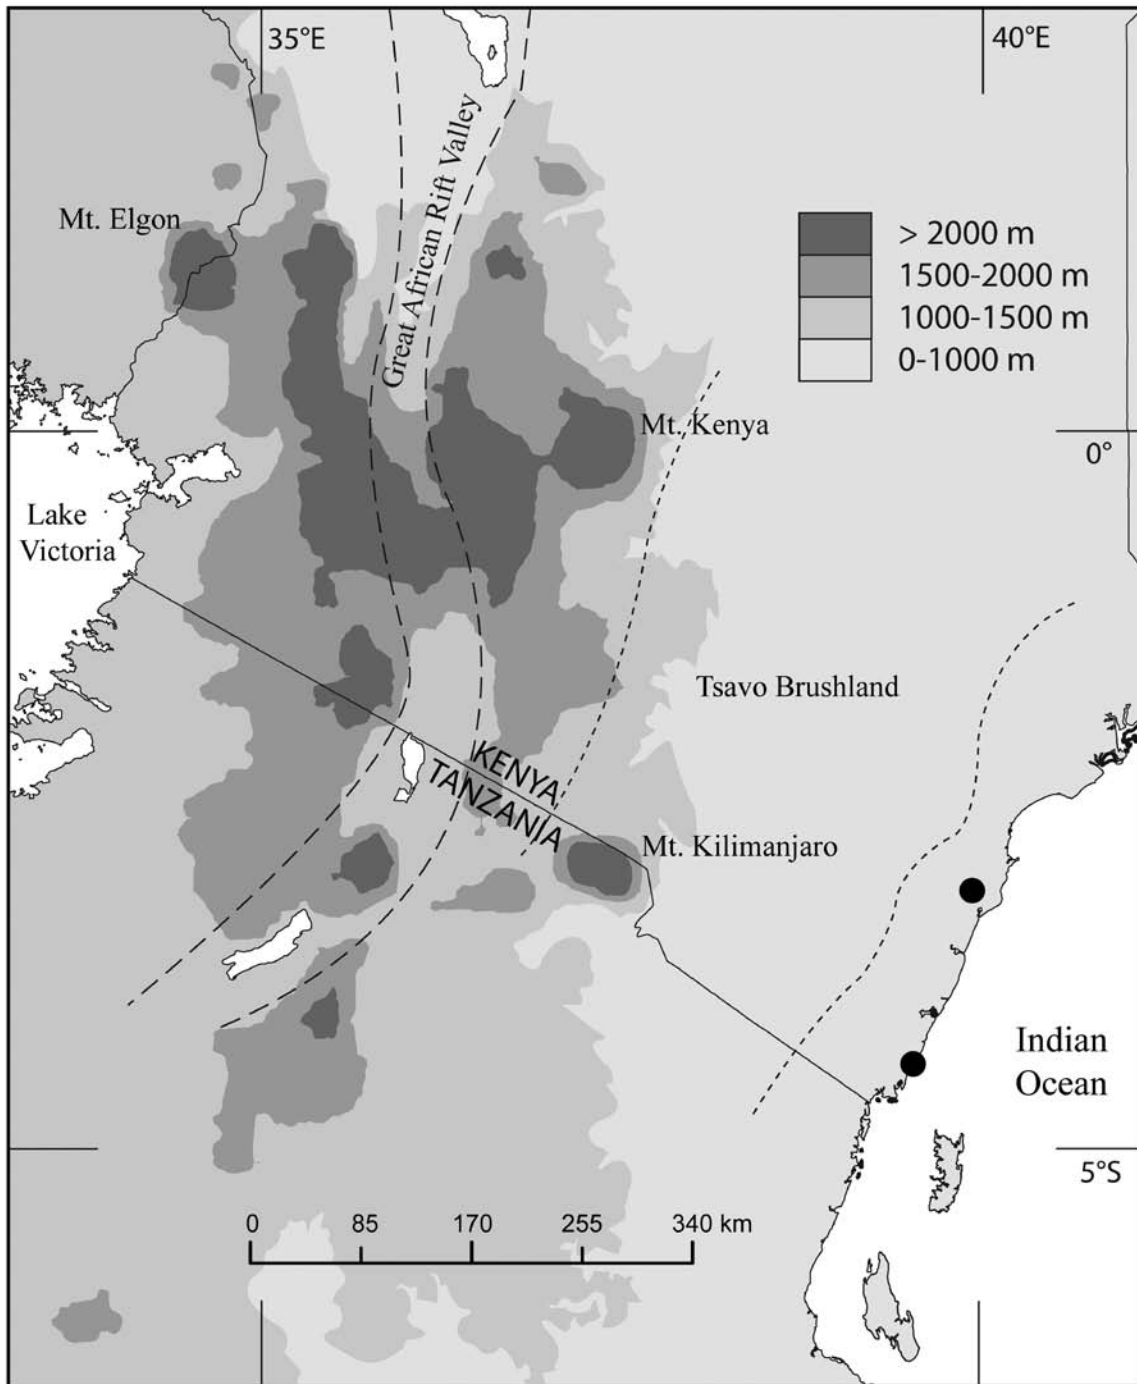 35°E
40°E
Great African Rift Valley
Mt. Elgon
> 2000 m
1500-2000 m
1000-1500 m
0-1000 m
Mt. Kenya
0°
Lake
Victoria
Tsavo Brushland
KENYA
TANZANIA
Mt. Kilimanjaro
Indian
Ocean
5°S
0 85 170 255 340 km